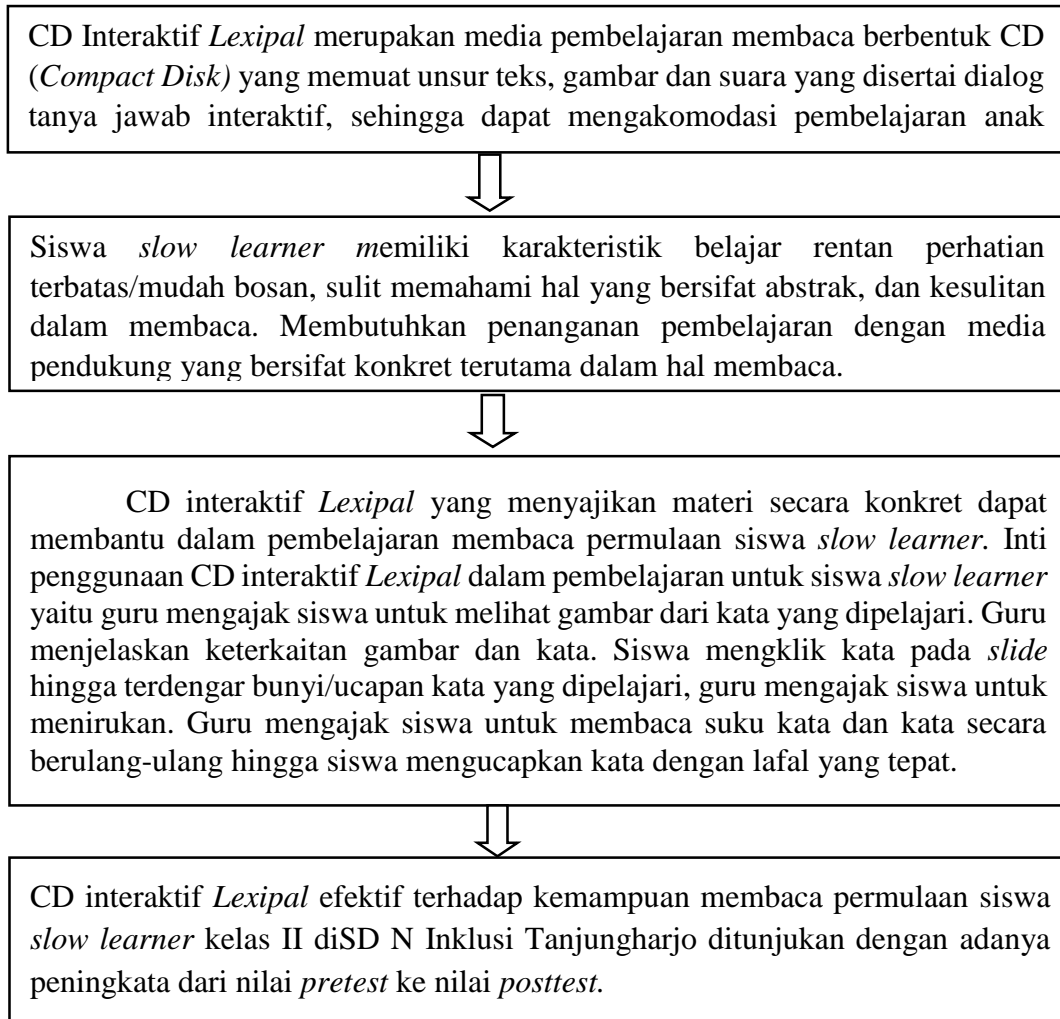 CD Interaktif Lexipal merupakan media pembelajaran membaca berbentuk CD
(Compact Disk) yang memuat unsur teks, gambar dan suara yang disertai dialog
tanya jawab interaktif, sehingga dapat mengakomodasi pembelajaran anak
Siswa slow learner memiliki karakteristik belajar rentan perhatian
terbatas/mudah bosan, sulit memahami hal yang bersifat abstrak, dan kesulitan
dalam membaca. Membutuhkan penanganan pembelajaran dengan media
pendukung yang bersifat konkret terutama dalam hal membaca.
CD interaktif Lexipal yang menyajikan materi secara konkret dapat
membantu dalam pembelajaran membaca permulaan siswa slow learner. Inti
penggunaan CD interaktif Lexipal dalam pembelajaran untuk siswa slow learner
yaitu guru mengajak siswa untuk melihat gambar dari kata yang dipelajari. Guru
menjelaskan keterkaitan gambar dan kata. Siswa mengklik kata pada slide
hingga terdengar bunyi/ucapan kata yang dipelajari, guru mengajak siswa untuk
menirukan. Guru mengajak siswa untuk membaca suku kata dan kata secara
berulang-ulang hingga siswa mengucapkan kata dengan lafal yang tepat.
CD interaktif Lexipal efektif terhadap kemampuan membaca permulaan siswa
slow learner kelas II diSD N Inklusi Tanjungharjo ditunjukan dengan adanya
peningkata dari nilai pretest ke nilai posttest.